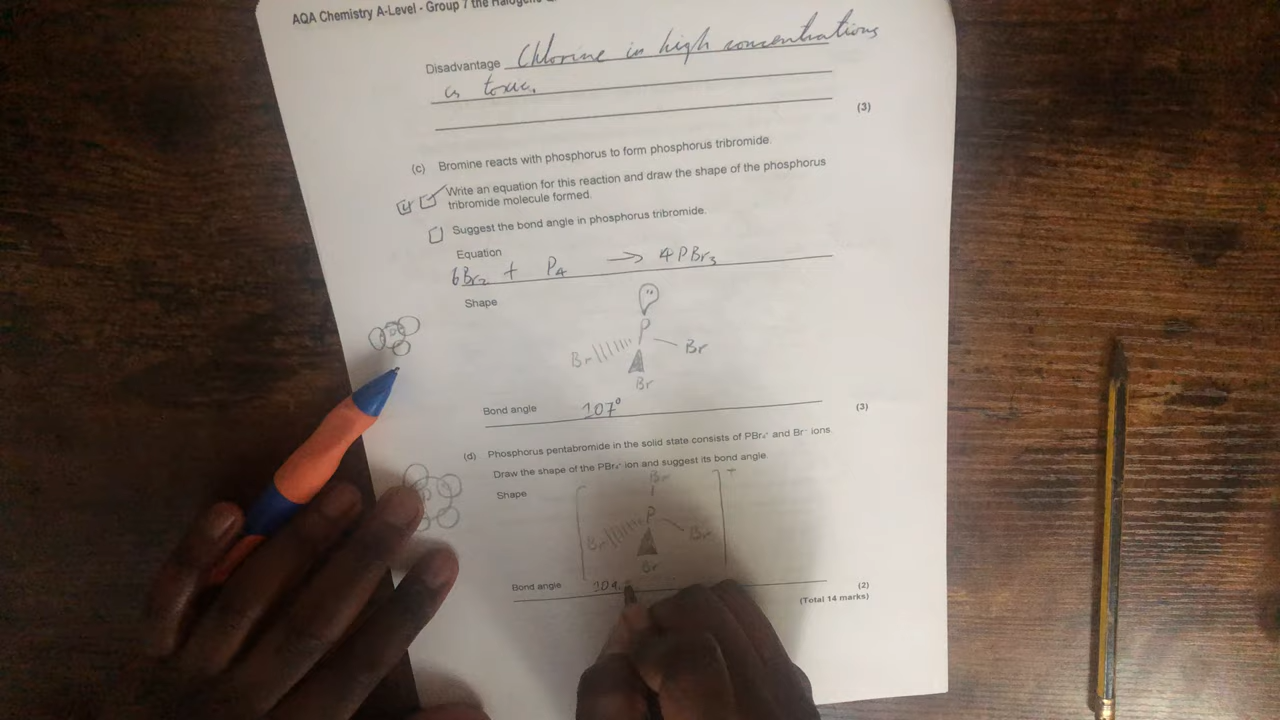 AQA Chemistry A-Level - Group 7 the Halogens
Disadvantage Chlorine in high concentrations
is toxic.
(3)
(c) Bromine reacts with phosphorus to form phosphorus tribromide.
Write an equation for this reaction and draw the shape of the phosphorus
tribromide molecule formed.
Suggest the bond angle in phosphorus tribromide.
Equation
6Br₂ + P₄ → 4PBr₃
Shape
P
Br Br
Br
Bond angle 107°
(3)
(d) Phosphorus pentabromide in the solid state consists of PBr₄⁺ and Br⁻ ions.
Draw the shape of the PBr₄⁺ ion and suggest its bond angle.
Shape
Br +
P
Br Br
Br
Bond angle 104.
(2)
(Total 14 marks)